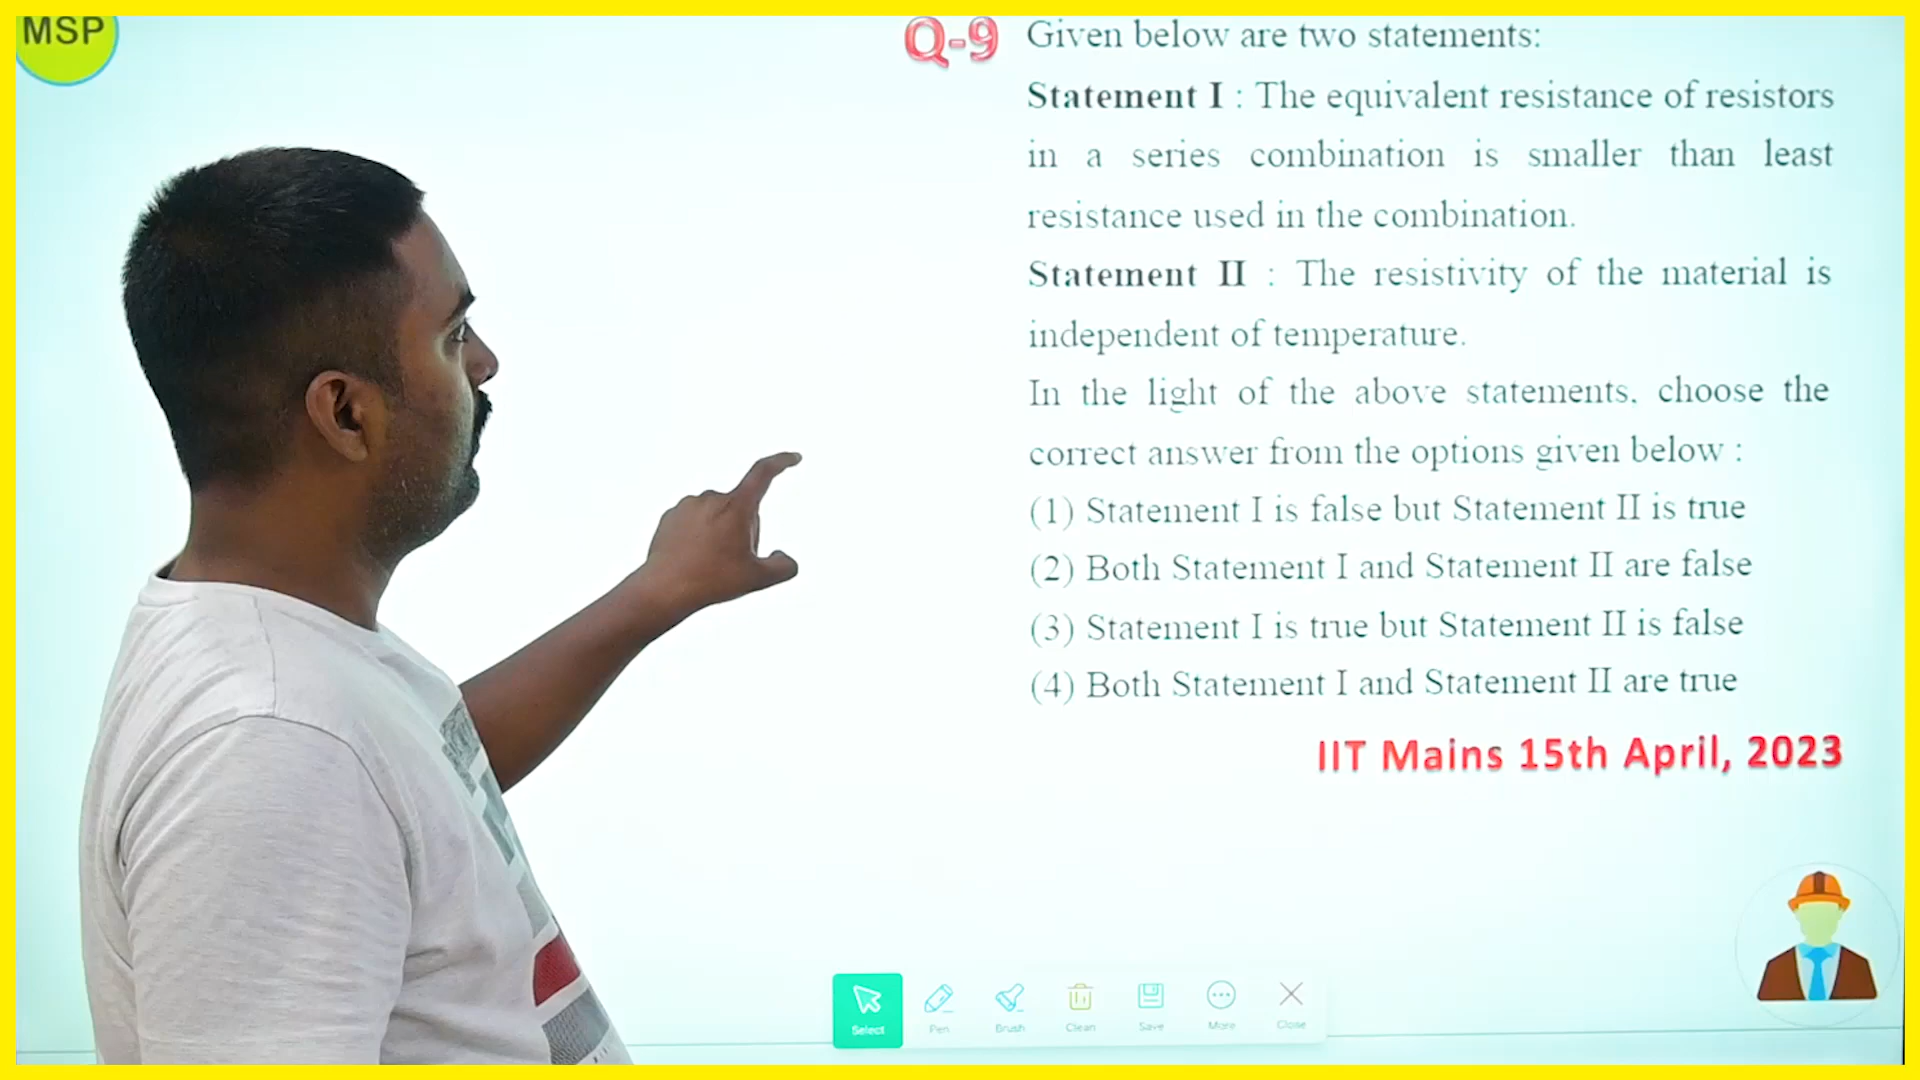 MSP
Q-9 Given below are two statements:
Statement I : The equivalent resistance of resistors
in a series combination is smaller than least
resistance used in the combination.
Statement II : The resistivity of the material is
independent of temperature.
In the light of the above statements, choose the
correct answer from the options given below :
(1) Statement I is false but Statement II is true
(2) Both Statement I and Statement II are false
(3) Statement I is true but Statement II is false
(4) Both Statement I and Statement II are true
IIT Mains 15th April, 2023
Select Pen Brush Clean Save More Close